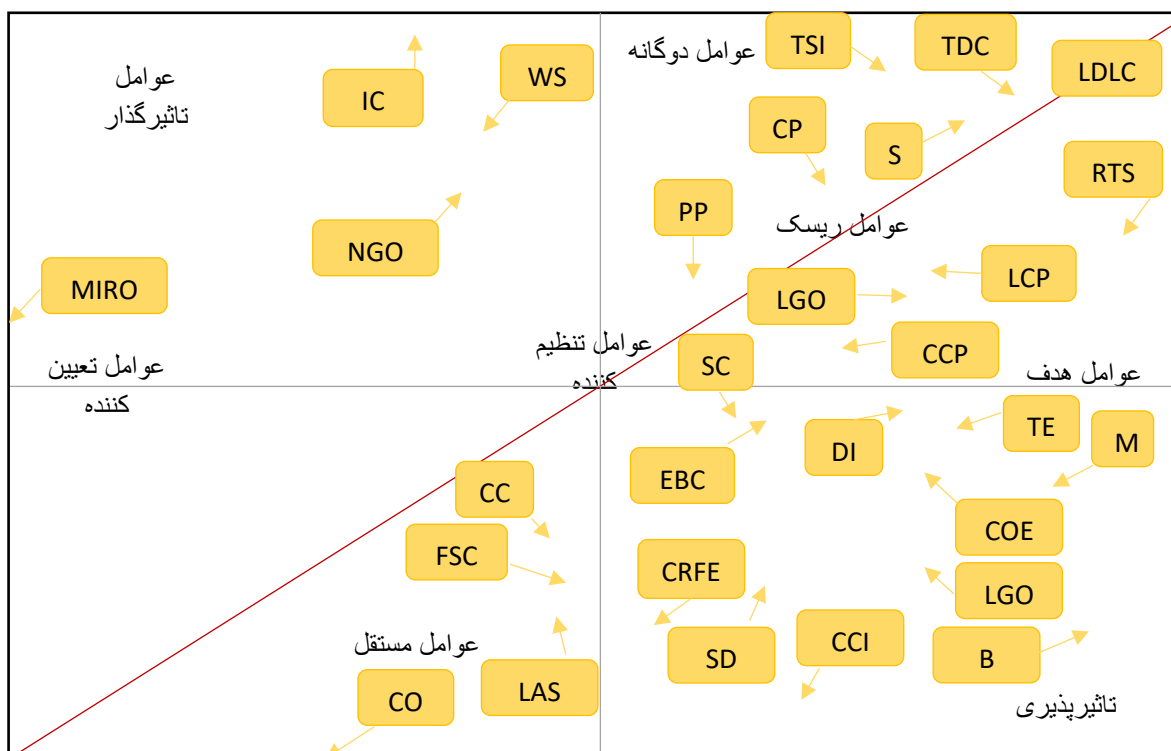 عوامل
تاثیرگذار
IC
WS
عوامل دوگانه
TSI
TDC
LDLC
CP
S
RTS
PP
عوامل ریسک
NGO
MIRO
LGO
LCP
عوامل تعیین
کننده
عوامل تنظیم
کننده
SC
CCP
عوامل هدف
CC
FSC
EBC
DI
TE
M
COE
CRFE
LGO
عوامل مستقل
CO
LAS
SD
CCI
B
تاثیرپذیری